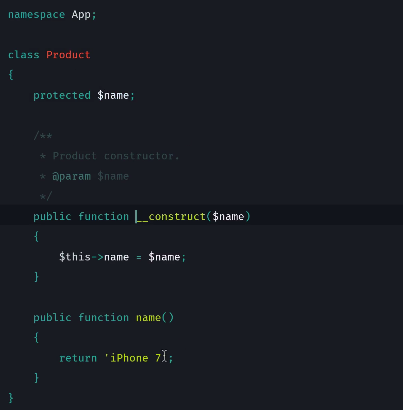 namespace App;
class Product
{
protected $name;
/**
* Product constructor.
* @param $name
*/
public function __construct($name)
{
$this->name = $name;
}
public function name()
{
return 'iPhone 7';
}
}